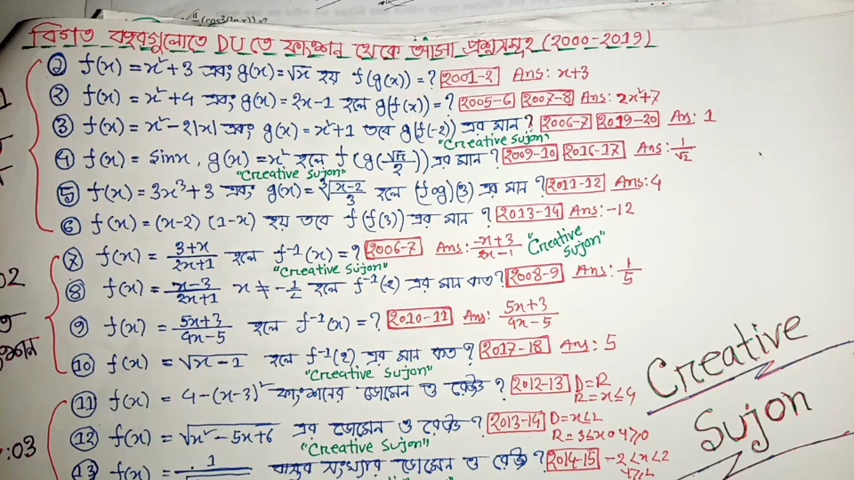 বিগত বছরগুলোতে DU তে ফাংশন থেকে আসা প্রশ্নসমূহ (2000-2019)
① f(x) = x²+3 এবং g(x)=√x হয় f(g(x))=? 2001-2 Ans: x+3
② f(x) = x²+4 এবং g(x) = 2x-1 হলে g(f(x))=? 2005-6 2007-8 Ans: 2x²+7
③ f(x) = x²-2|x| এবং g(x) = x²+1 তবে g(f(-2)) এর মান? 2006-7 2019-20 Ans: 1
"Creative Sujon"
④ f(x) = sinx, g(x) = x² হলে f(g(√π/2)) এর মান? 2009-10 2016-17 Ans: 1/√2
"Creative Sujon"
⑤ f(x) = 3x³+3 এবং g(x) = ∛(x-2)/3 হলে (fog)(3) এর মান? 2011-12 Ans: 4
⑥ f(x) = (x-2)(1-x) হয় তবে f(f(3)) এর মান? 2013-14 Ans: -12
⑦ f(x) = 3+x/2x+1 হলে f⁻¹(x)=? 2006-7 Ans: -x+3/2x-1 "Creative Sujon"
"Creative Sujon"
⑧ f(x) = x-3/2x+1 x ≠ -1/2 হলে f⁻¹(2) এর মান কত? 2008-9 Ans: 1/5
⑨ f(x) = 5x+3/4x-5 হলে f⁻¹(x)=? 2010-11 Ans: 5x+3/4x-5
⑩ f(x) = √x-1 হলে f⁻¹(2) এর মান কত? 2017-18 Ans: 5
"Creative Sujon"
⑪ f(x) = 4-(x-3)² ফাংশনের ডোমেন ও রেঞ্জ? 2012-13 D=R
R = x≤4
⑫ f(x) = √x²-5x+6 এর ডোমেন ও রেঞ্জ? 2013-14 D=x≤2
"Creative Sujon"
⑬ f(x) = 1 বাস্তব সংখ্যায় ডোমেন ও রেঞ্জ? 2014-15 -2<x<2
Creative
Sujon
02
:03